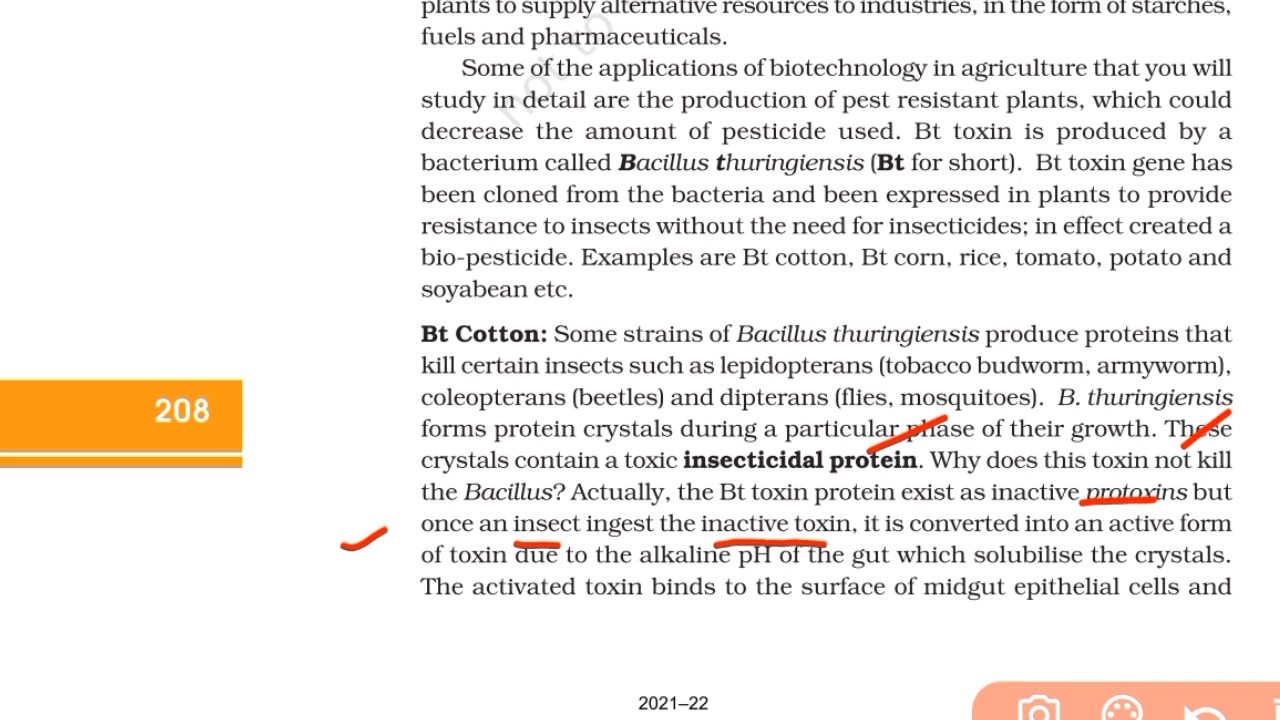 plants to supply alternative resources to industries, in the form of starches,
fuels and pharmaceuticals.
Some of the applications of biotechnology in agriculture that you will
study in detail are the production of pest resistant plants, which could
decrease the amount of pesticide used. Bt toxin is produced by a
bacterium called Bacillus thuringiensis (Bt for short). Bt toxin gene has
been cloned from the bacteria and been expressed in plants to provide
resistance to insects without the need for insecticides; in effect created a
bio-pesticide. Examples are Bt cotton, Bt corn, rice, tomato, potato and
soyabean etc.
Bt Cotton: Some strains of Bacillus thuringiensis produce proteins that
kill certain insects such as lepidopterans (tobacco budworm, armyworm),
coleopterans (beetles) and dipterans (flies, mosquitoes). B. thuringiensis
forms protein crystals during a particular phase of their growth. These
crystals contain a toxic insecticidal protein. Why does this toxin not kill
the Bacillus? Actually, the Bt toxin protein exist as inactive protoxins but
once an insect ingest the inactive toxin, it is converted into an active form
of toxin due to the alkaline pH of the gut which solubilise the crystals.
The activated toxin binds to the surface of midgut epithelial cells and
208
2021–22
not to